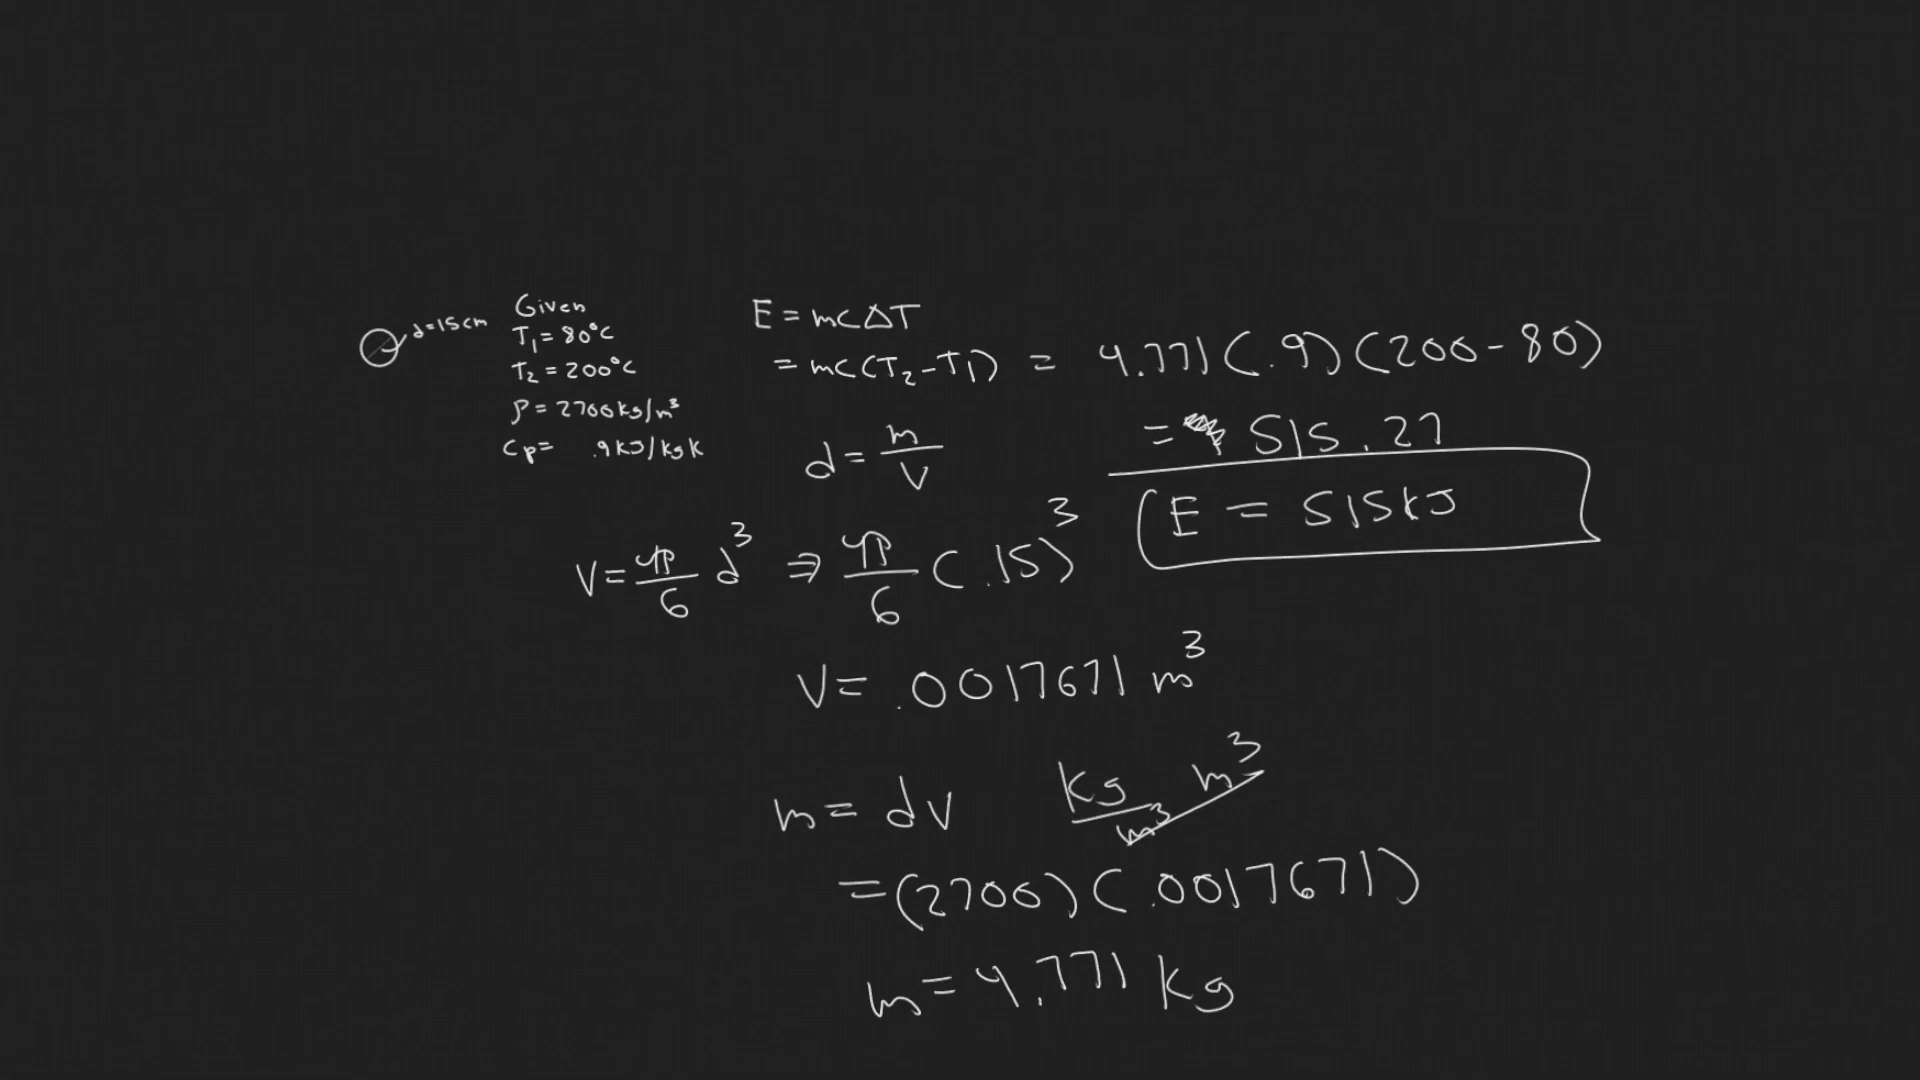 d=15cm
Given
T₁= 80°C
T₂ = 200°C
ρ = 2700kg/m³
Cp= .9kJ/kgK
E = mCΔT
= mC(T₂-T₁) = 4.771(.9)(200-80)
= 515.27
E = 515kJ
d = m/V
V = π/6 d³ ⇒ π/6 (.15)³
V = .0017671 m³
m = dV kg/m³ m³
=(2700)(.0017671)
m = 4.771 kg